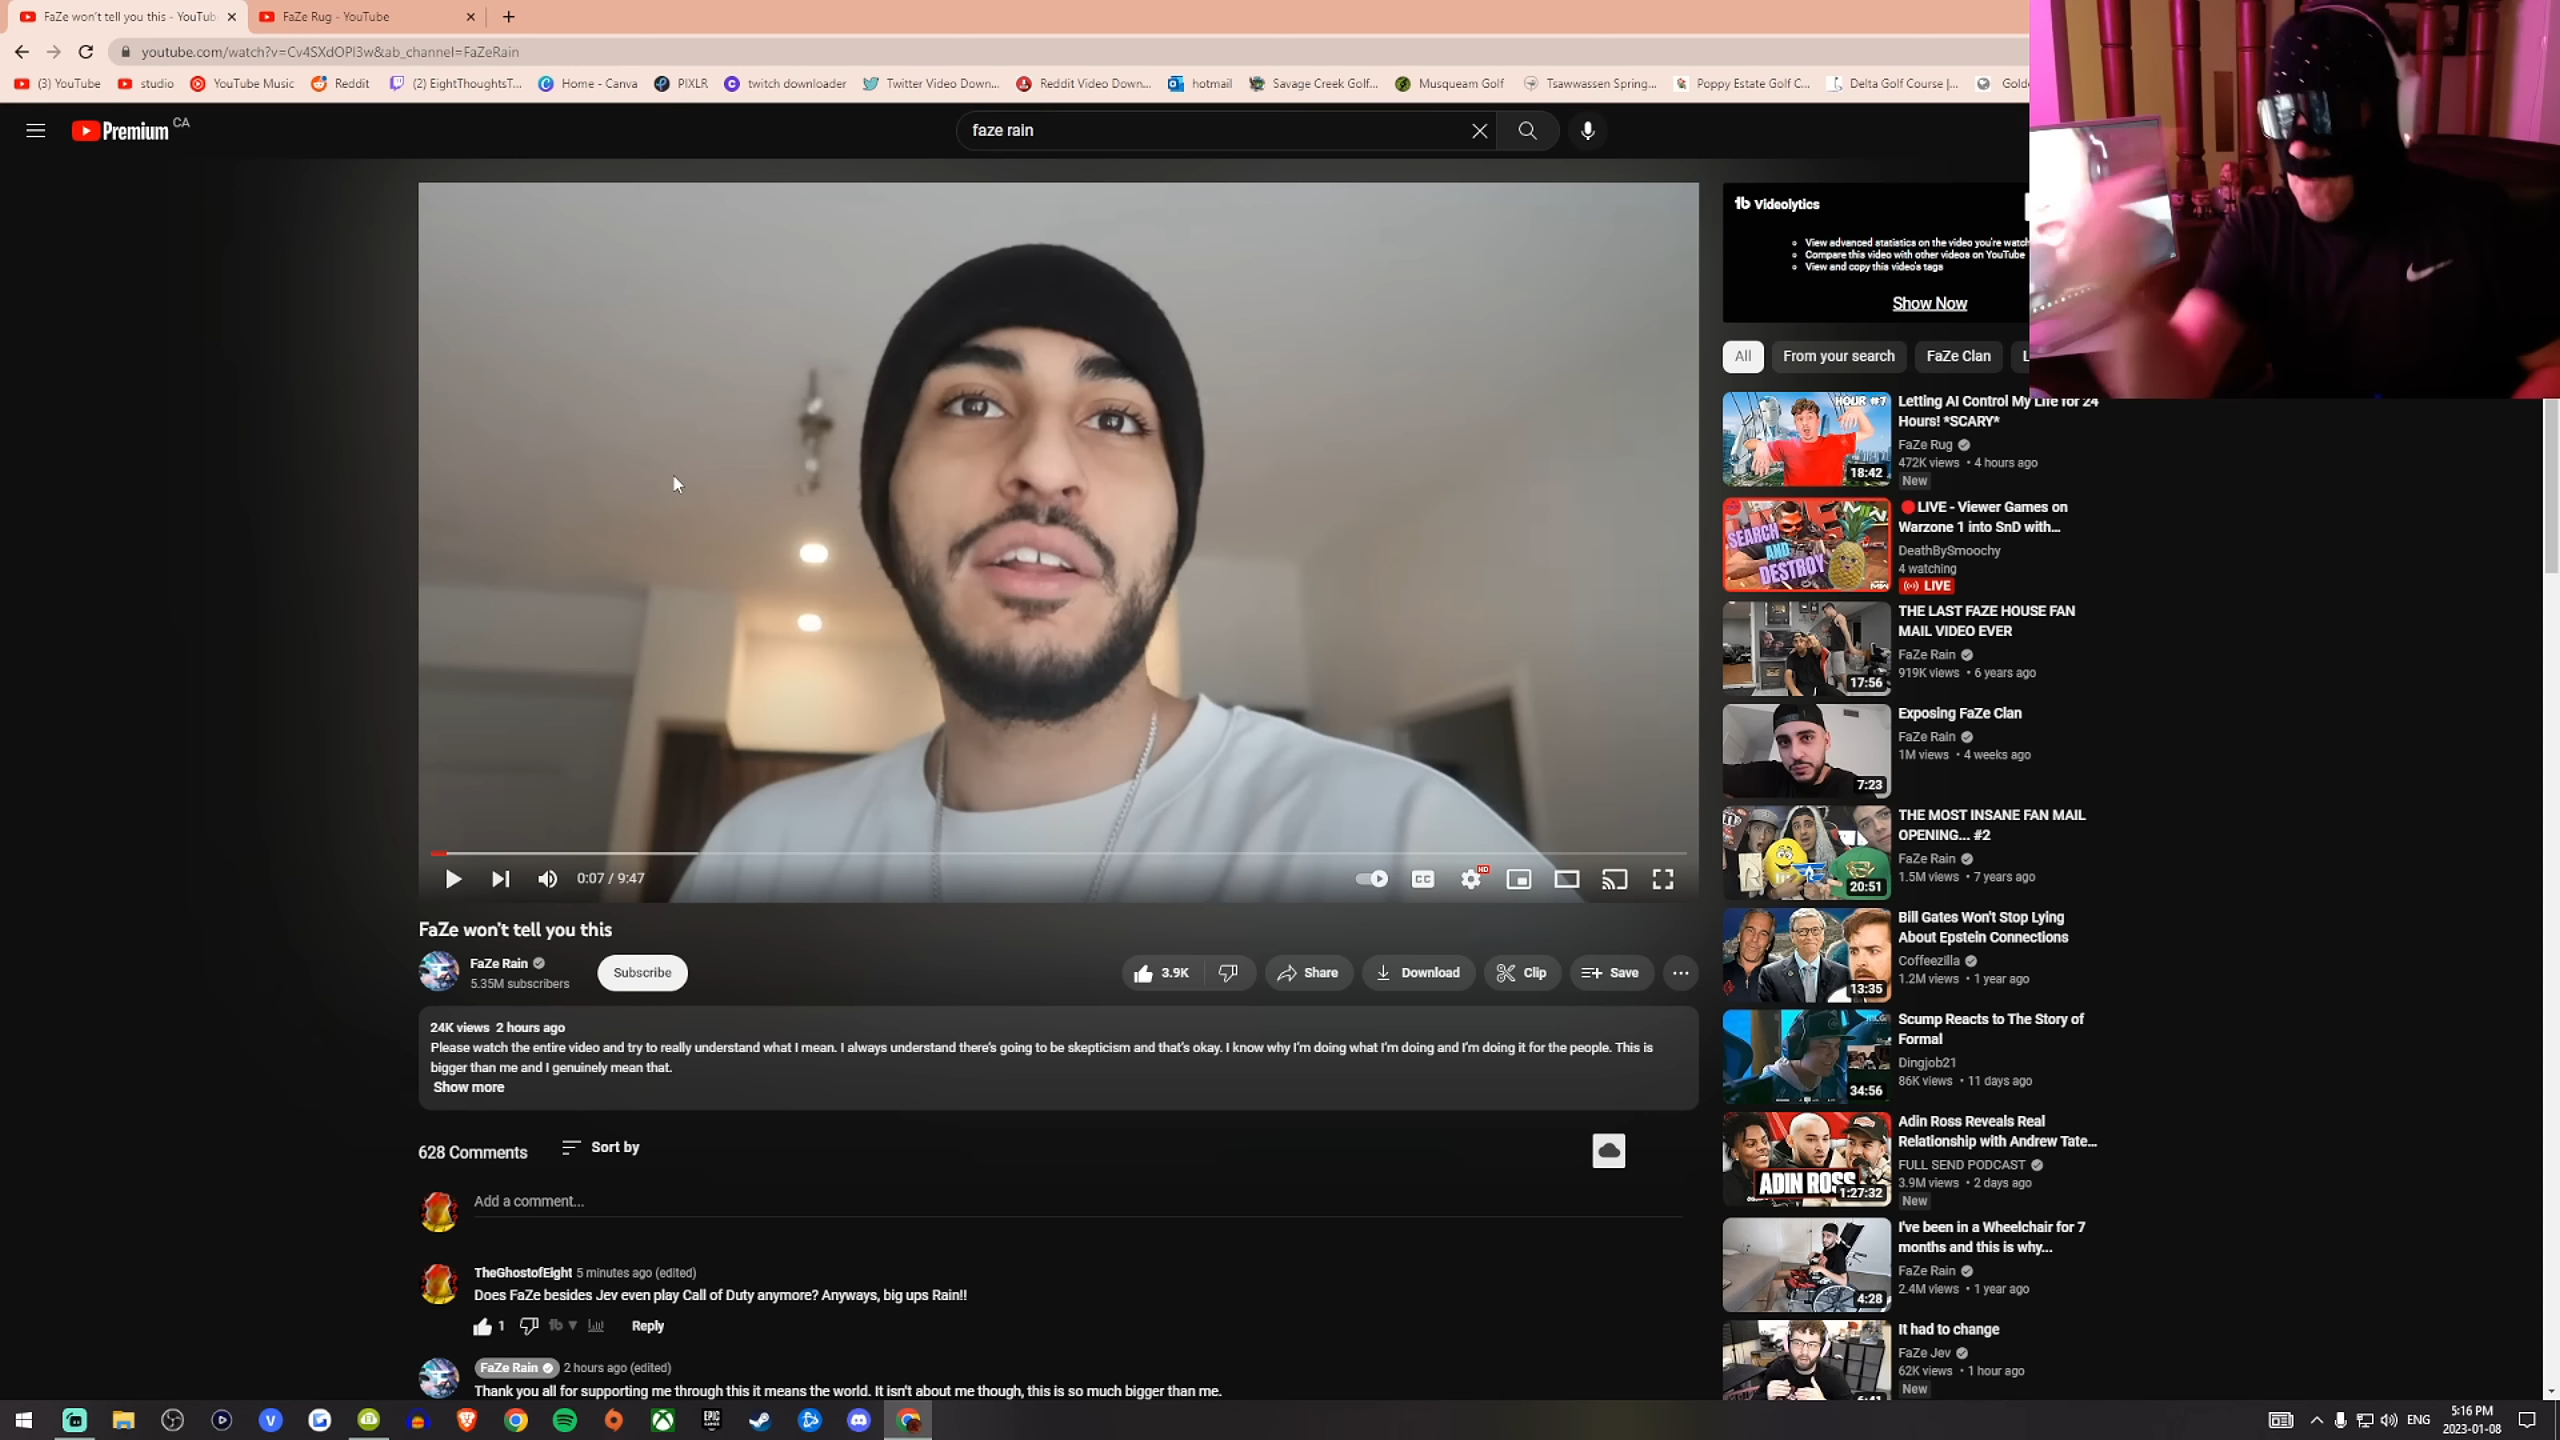 FaZe won't tell you this - YouTub
FaZe Rug - YouTube
youtube.com/watch?v=Cv4SXdOPl3w&ab_channel=FaZeRain
(3) YouTube studio YouTube Music Reddit (2) EightThoughtsT... Home - Canva PIXLR twitch downloader Twitter Video Down... Reddit Video Down... hotmail Savage Creek Golf... Musqueam Golf Tsawwassen Spring... Poppy Estate Golf C... Delta Golf Course |... Gold
Premium CA
faze rain
Videolytics
View advanced statistics on the video you're watch
Compare this video with other videos on YouTube
View and copy this video's tags
Show Now
All From your search FaZe Clan L
HOUR #7
18:42
Letting AI Control My Life for 24
Hours! *SCARY*
FaZe Rug
472K views • 4 hours ago
New
SEARCH
AND
DESTROY
LIVE - Viewer Games on
Warzone 1 into SnD with...
DeathBySmoochy
4 watching
LIVE
17:56
THE LAST FAZE HOUSE FAN
MAIL VIDEO EVER
FaZe Rain
919K views • 6 years ago
7:23
Exposing FaZe Clan
FaZe Rain
1M views • 4 weeks ago
20:51
THE MOST INSANE FAN MAIL
OPENING... #2
FaZe Rain
1.5M views • 7 years ago
13:35
Bill Gates Won't Stop Lying
About Epstein Connections
Coffeezilla
1.2M views • 1 year ago
34:56
Scump Reacts to The Story of
Formal
Dingjob21
86K views • 11 days ago
ADIN ROSS
1:27:32
Adin Ross Reveals Real
Relationship with Andrew Tate...
FULL SEND PODCAST
3.9M views • 2 days ago
New
4:28
I've been in a Wheelchair for 7
months and this is why...
FaZe Rain
2.4M views • 1 year ago
It had to change
FaZe Jev
62K views • 1 hour ago
New
0:07 / 9:47
CC HD
FaZe won't tell you this
FaZe Rain
5.35M subscribers
Subscribe
3.9K Share Download Clip Save
24K views 2 hours ago
Please watch the entire video and try to really understand what I mean. I always understand there's going to be skepticism and that's okay. I know why I'm doing what I'm doing and I'm doing it for the people. This is
bigger than me and I genuinely mean that.
Show more
628 Comments Sort by
Add a comment...
TheGhostofEight 5 minutes ago (edited)
Does FaZe besides Jev even play Call of Duty anymore? Anyways, big ups Rain!!
1 Reply
FaZe Rain 2 hours ago (edited)
Thank you all for supporting me through this it means the world. It isn't about me though, this is so much bigger than me.
EPIC
ENG
5:16 PM
2023-01-08